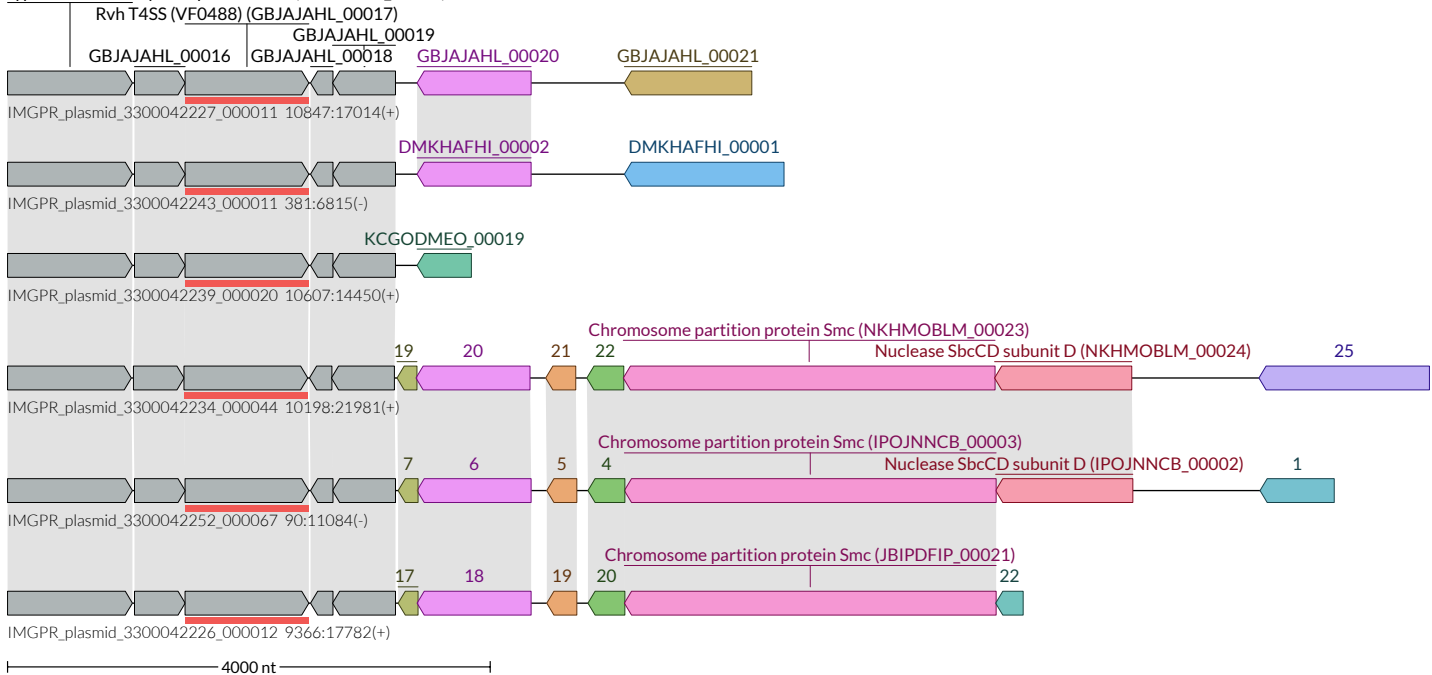 Rvh T4SS (VF0488) (GBJAJAHL_00017)
GBJAJAHL_00019
GBJAJAHL_00016 GBJAJAHL_00018 GBJAJAHL_00020 GBJAJAHL_00021
IMGPR_plasmid_3300042227_000011 10847:17014(+)
DMKHAFHI_00002 DMKHAFHI_00001
IMGPR_plasmid_3300042243_000011 381:6815(-)
KCGODMEO_00019
IMGPR_plasmid_3300042239_000020 10607:14450(+)
Chromosome partition protein Smc (NKHMOBLM_00023)
19 20 21 22 Nuclease SbcCD subunit D (NKHMOBLM_00024) 25
IMGPR_plasmid_3300042234_000044 10198:21981(+)
Chromosome partition protein Smc (IPOJNNCB_00003)
7 6 5 4 Nuclease SbcCD subunit D (IPOJNNCB_00002) 1
IMGPR_plasmid_3300042252_000067 90:11084(-)
Chromosome partition protein Smc (JBIPDFIP_00021)
17 18 19 20 22
IMGPR_plasmid_3300042226_000012 9366:17782(+)
4000 nt